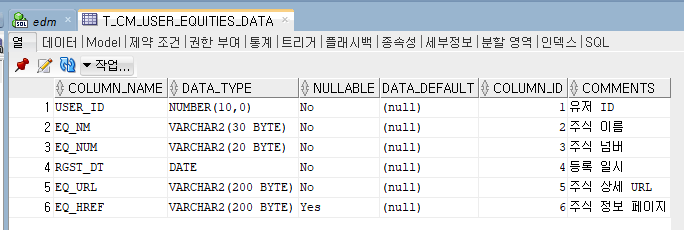 edm T_CM_USER_EQUITIES_DATA
열 데이터 Model 제약 조건 권한 부여 통계 트리거 플래시백 종속성 세부정보 분할 영역 인덱스 SQL
작업...
COLUMN_NAME DATA_TYPE NULLABLE DATA_DEFAULT COLUMN_ID COMMENTS
1 USER_ID NUMBER(10,0) No (null) 1 유저 ID
2 EQ_NM VARCHAR2(30 BYTE) No (null) 2 주식 이름
3 EQ_NUM VARCHAR2(20 BYTE) No (null) 3 주식 넘버
4 RGST_DT DATE No (null) 4 등록 일시
5 EQ_URL VARCHAR2(200 BYTE) No (null) 5 주식 상세 URL
6 EQ_HREF VARCHAR2(200 BYTE) Yes (null) 6 주식 정보 페이지